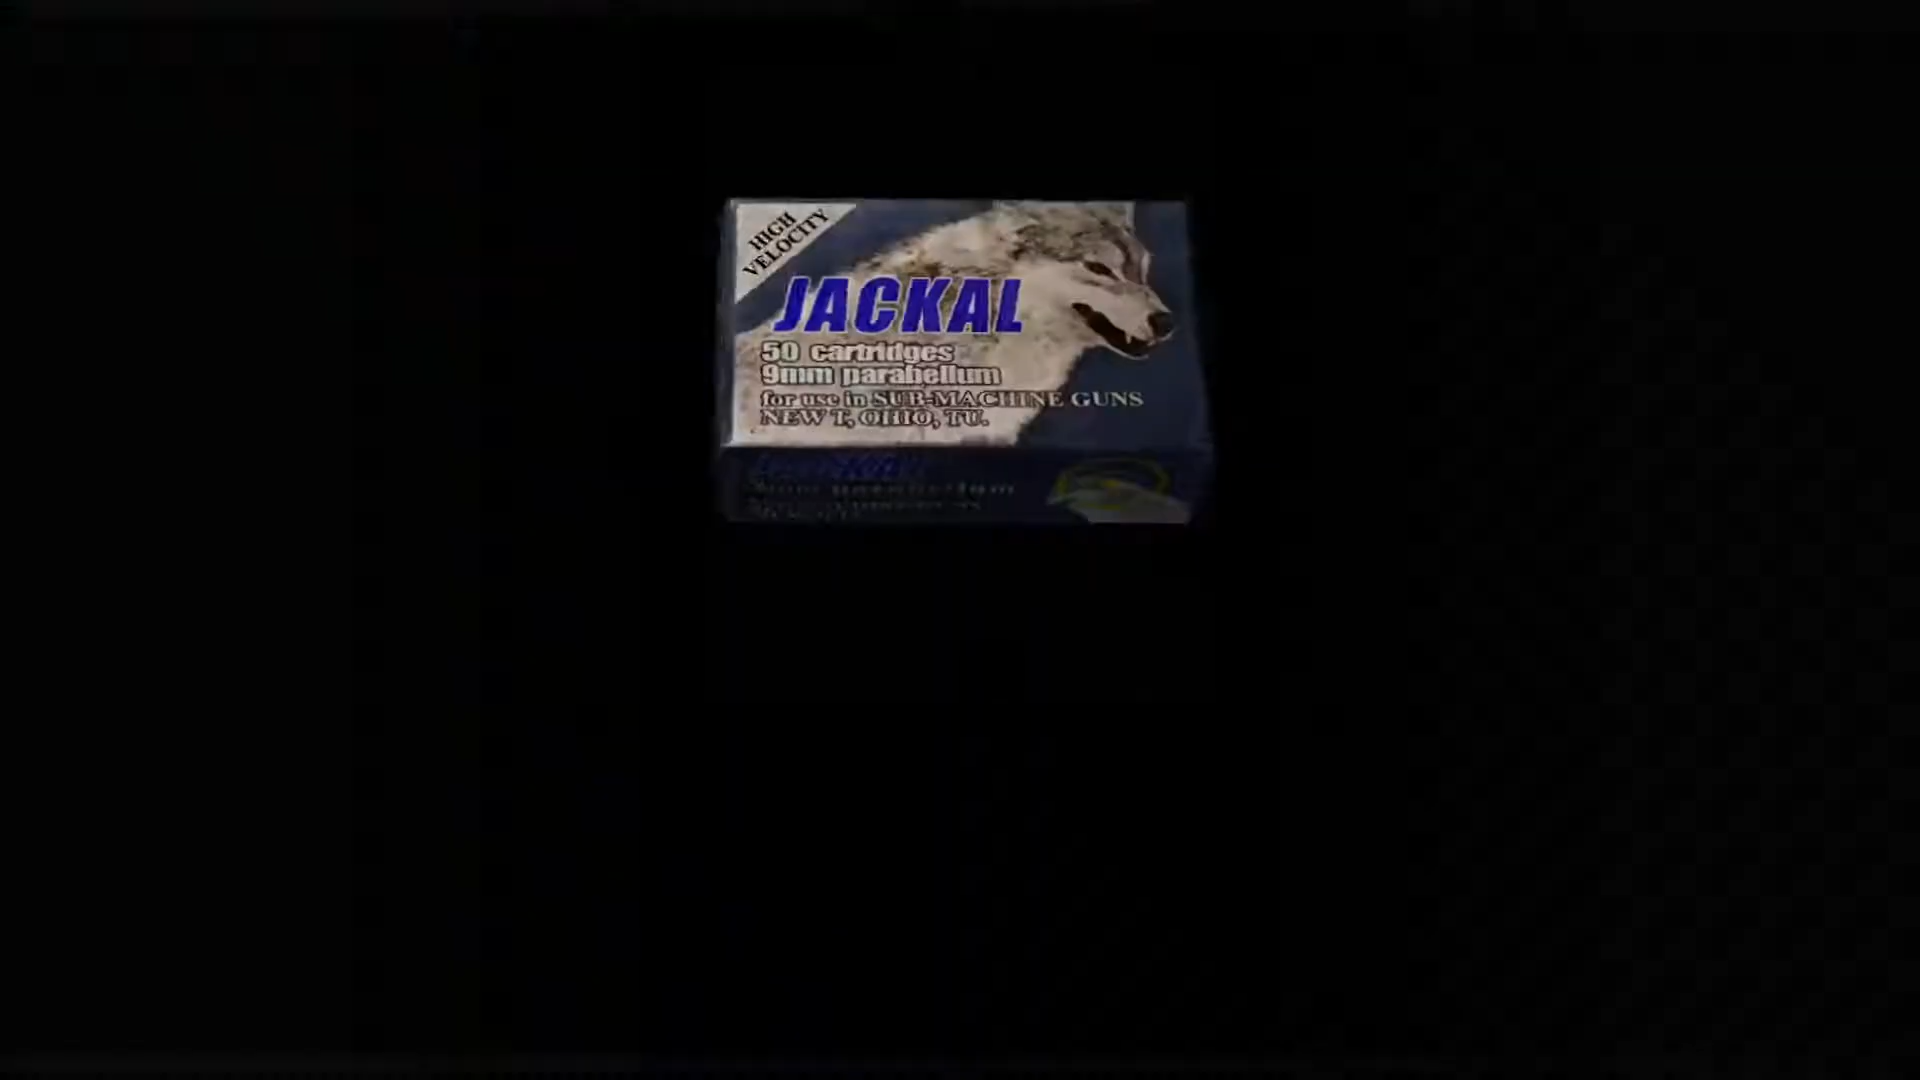 HIGH
VELOCITY
JACKAL
50 cartridges
9mm parabellum
for use in SUB-MACHINE GUNS
NEW T, OHIO, TU.